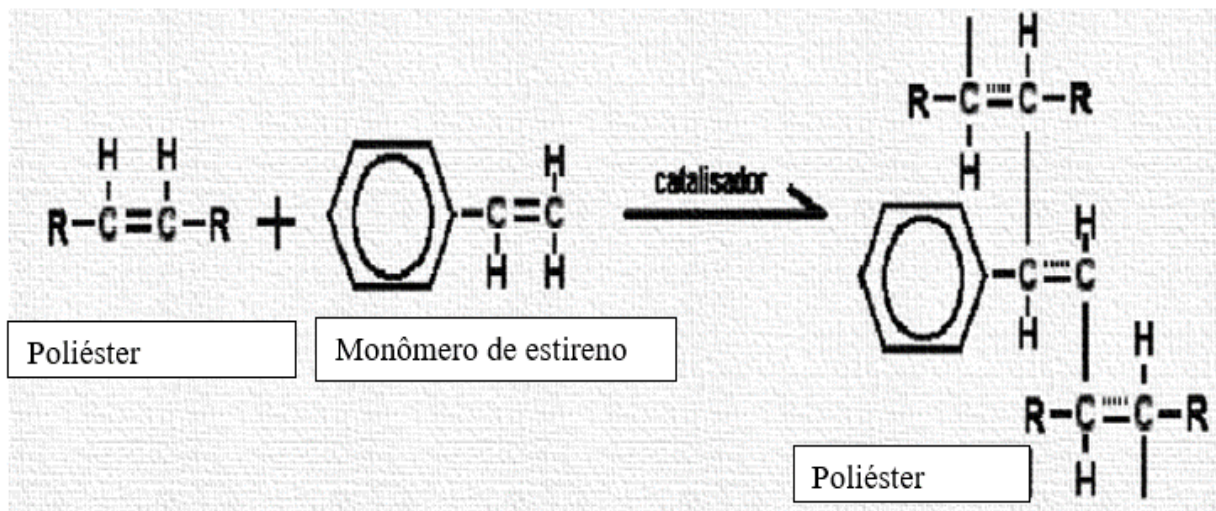 H H
R-C=C-R + C=C
H
H H
catalisador
H
R-C=C-R
H
C=C
H
H
R-C=C-R
H
H
Poliéster
Monômero de estireno
Poliéster